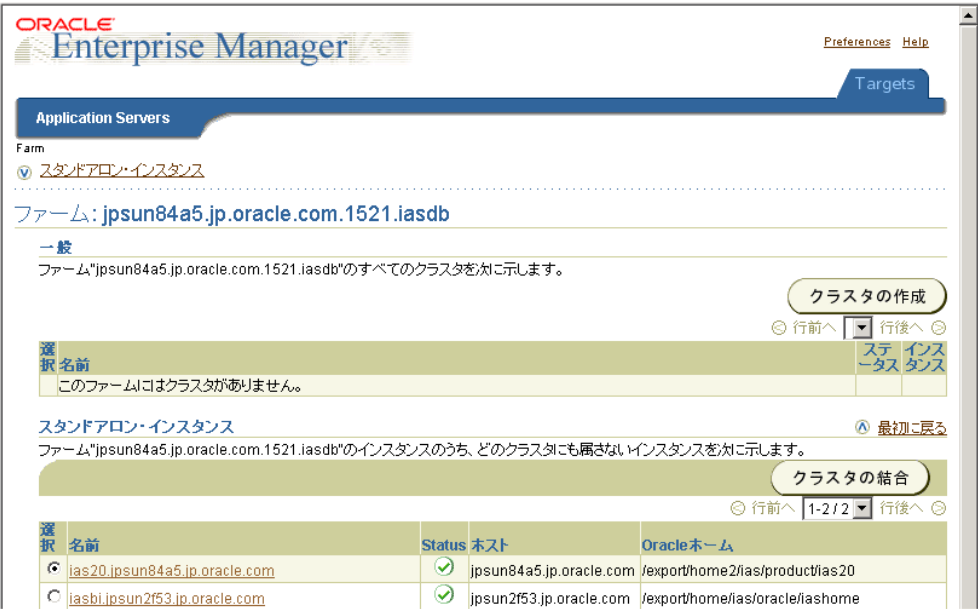 ORACLE
Enterprise Manager
Preferences Help
Targets
Application Servers
Farm
スタンドアロン・インスタンス
ファーム: jpsun84a5.jp.oracle.com.1521.iasdb
一般
ファーム"jpsun84a5.jp.oracle.com.1521.iasdb"のすべてのクラスタを次に示します。
クラスタの作成
行前へ 行後へ
選択 名前 ステータス インスタンス
このファームにはクラスタがありません。
スタンドアロン・インスタンス 最初に戻る
ファーム"jpsun84a5.jp.oracle.com.1521.iasdb"のインスタンスのうち、どのクラスタにも属さないインスタンスを次に示します。
クラスタの結合
行前へ 1-2 / 2 行後へ
選択 名前 Status ホスト Oracleホーム
ias20.jpsun84a5.jp.oracle.com jpsun84a5.jp.oracle.com /export/home2/ias/product/ias20
iasbi.jpsun2f53.jp.oracle.com jpsun2f53.jp.oracle.com /export/home/ias/oracle/iashome